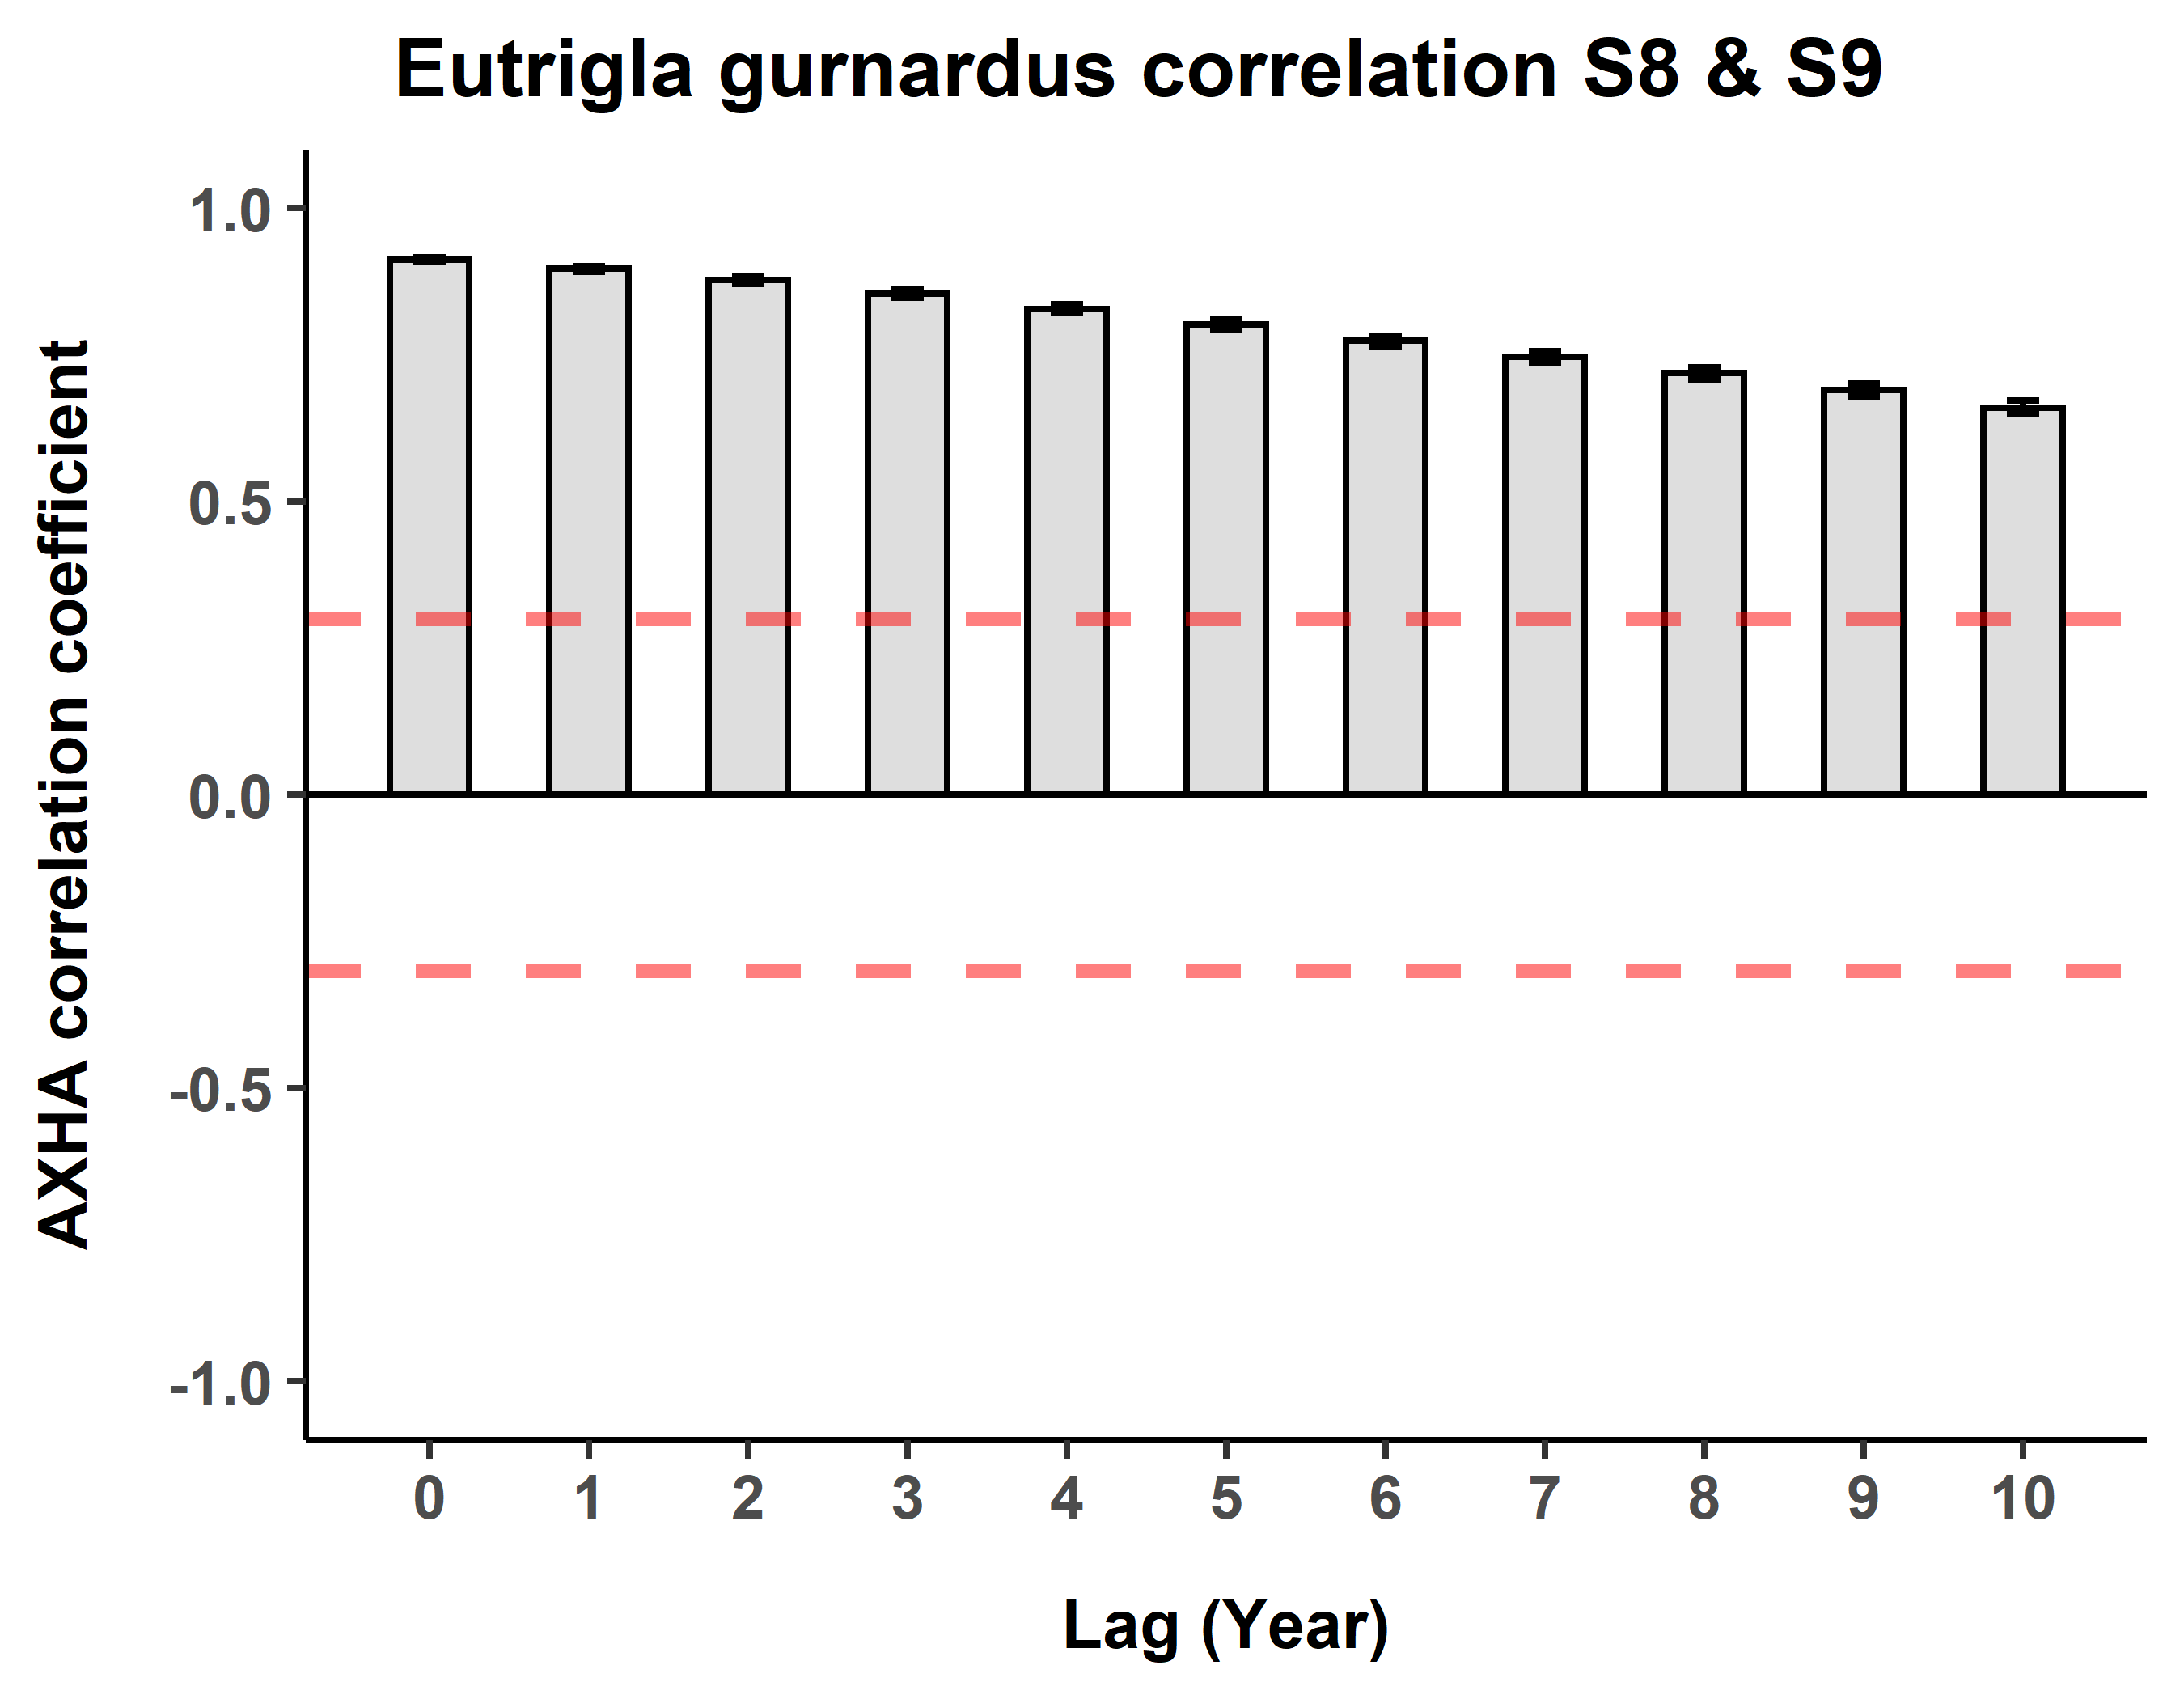 Eutrigla gurnardus correlation S8 & S9
AXHA correlation coefficient
1.0
0.5
0.0
-0.5
-1.0
0 1 2 3 4 5 6 7 8 9 10
Lag (Year)